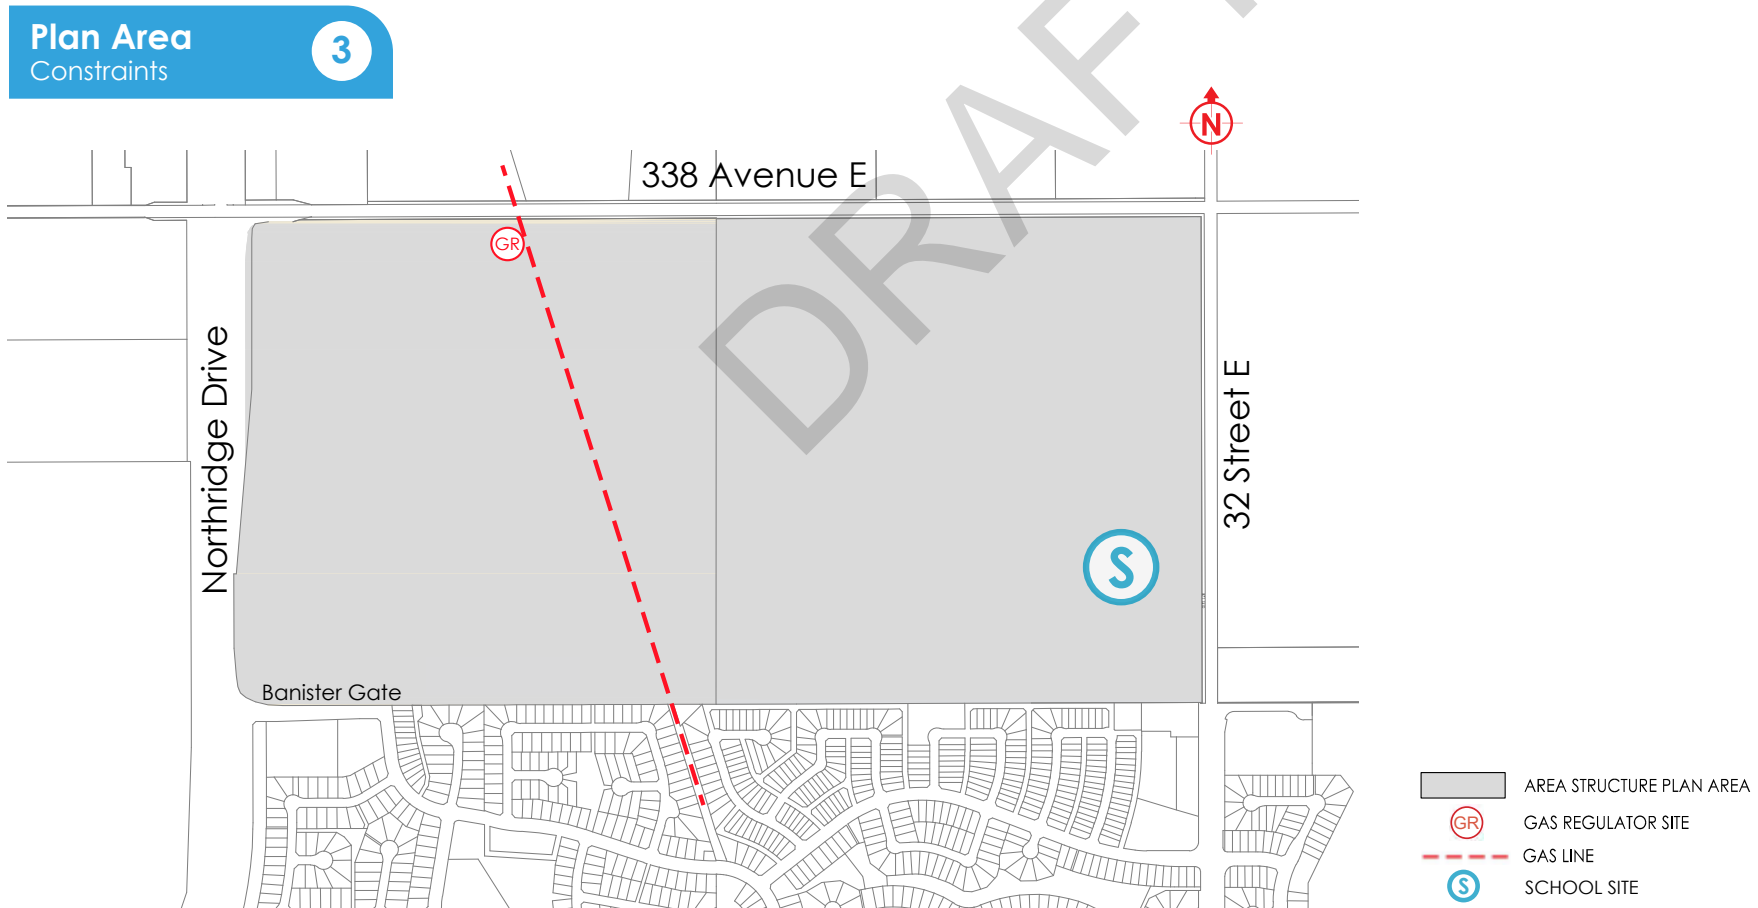 Plan Area
Constraints
3
DRAFT
N
338 Avenue E
GR
Northridge Drive
32 Street E
S
Banister Gate
AREA STRUCTURE PLAN AREA
GR
GAS REGULATOR SITE
GAS LINE
S
SCHOOL SITE